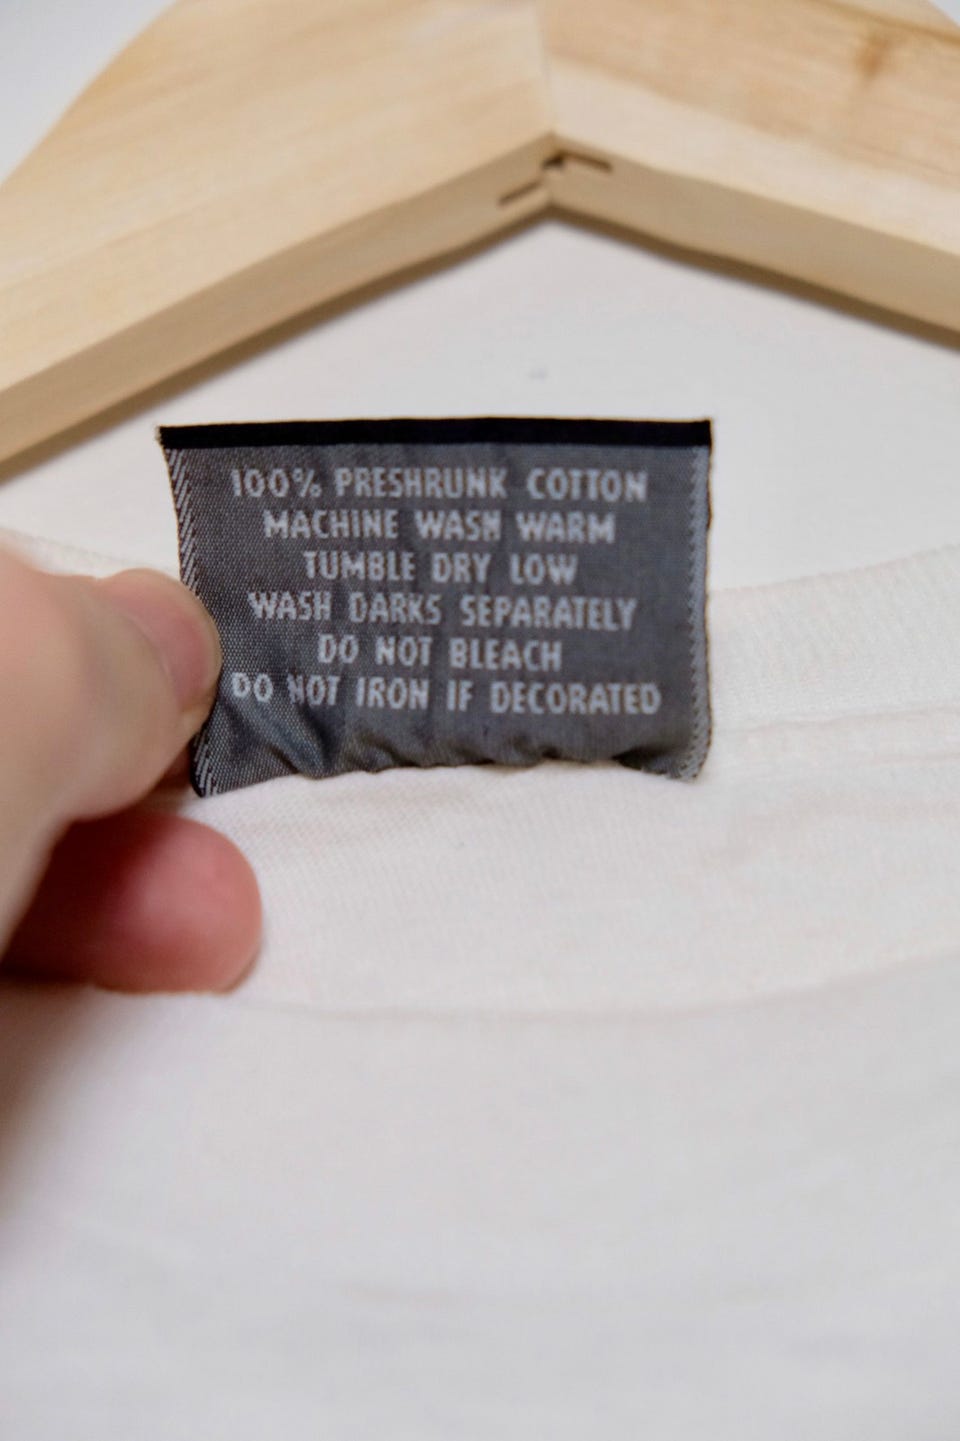 100% PRESHRUNK COTTON
MACHINE WASH WARM
TUMBLE DRY LOW
WASH DARKS SEPARATELY
DO NOT BLEACH
DO NOT IRON IF DECORATED